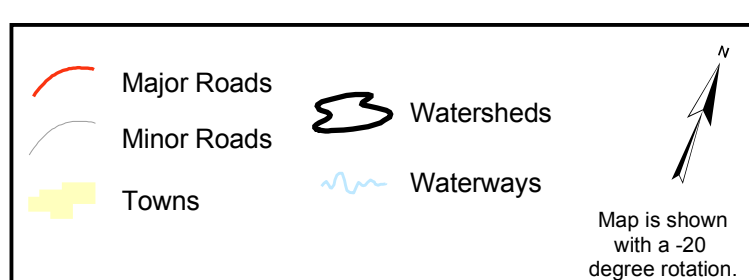 Major Roads
Minor Roads
Towns
Watersheds
Waterways
N
Map is shown
with a -20
degree rotation.